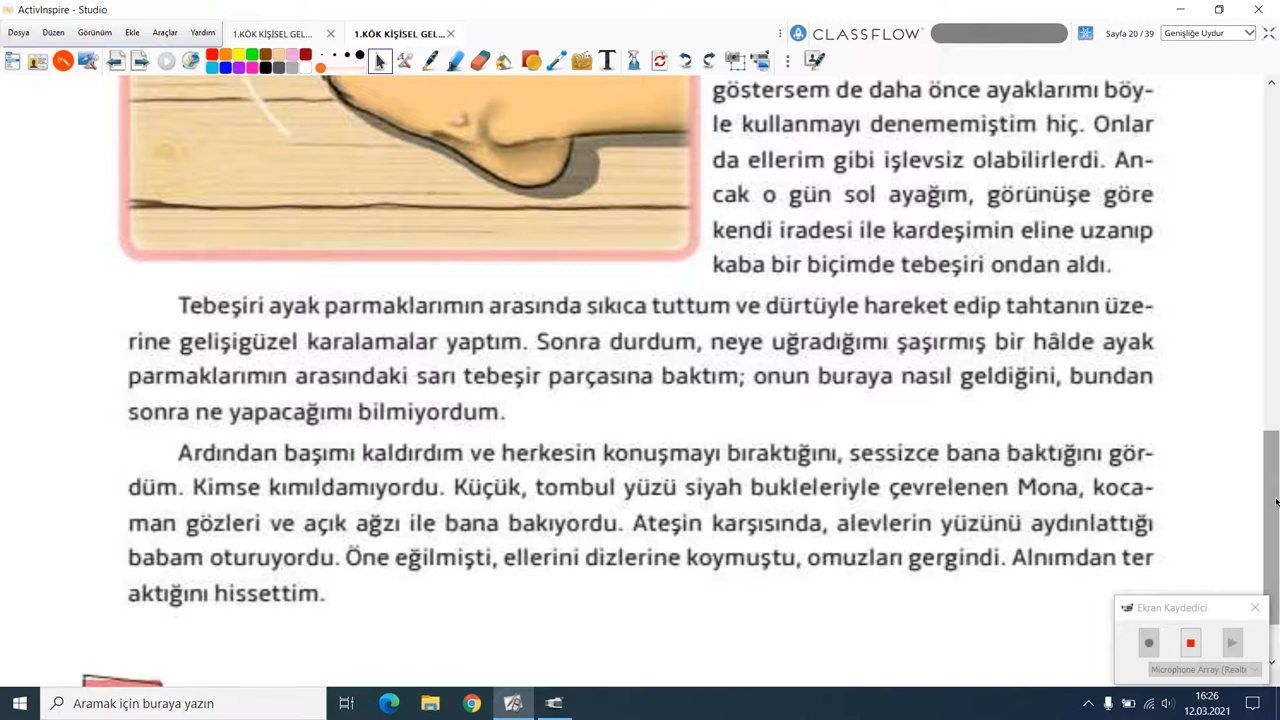 ActivInspire - Studio
Dosya Düzen Görünüm Ekle Araçlar Yardım
1.KÖK KİŞİSEL GEL...
1.KÖK KİŞİSEL GEL...
CLASSFLOW
Sayfa 20 / 39
Genişliğe Uydur
göstersem de daha önce ayaklarımı böy-
le kullanmayı denememiştim hiç. Onlar
da ellerim gibi işlevsiz olabilirlerdi. An-
cak o gün sol ayağım, görünüşe göre
kendi iradesi ile kardeşimin eline uzanıp
kaba bir biçimde tebeşiri ondan aldı.
Tebeşiri ayak parmaklarımın arasında sıkıca tuttum ve dürtüyle hareket edip tahtanın üze-
rine gelişigüzel karalamalar yaptım. Sonra durdum, neye uğradığımı şaşırmış bir hâlde ayak
parmaklarımın arasındaki sarı tebeşir parçasına baktım; onun buraya nasıl geldiğini, bundan
sonra ne yapacağımı bilmiyordum.
Ardından başımı kaldırdım ve herkesin konuşmayı bıraktığını, sessizce bana baktığını gör-
düm. Kimse kımıldamıyordu. Küçük, tombul yüzü siyah bukleleriyle çevrelenen Mona, koca-
man gözleri ve açık ağzı ile bana bakıyordu. Ateşin karşısında, alevlerin yüzünü aydınlattığı
babam oturuyordu. Öne eğilmişti, ellerini dizlerine koymuştu, omuzları gergindi. Alnımdan ter
aktığını hissettim.
Ekran Kaydedici
Microphone Array (Realt
Aramak için buraya yazın
16:26
12.03.2021